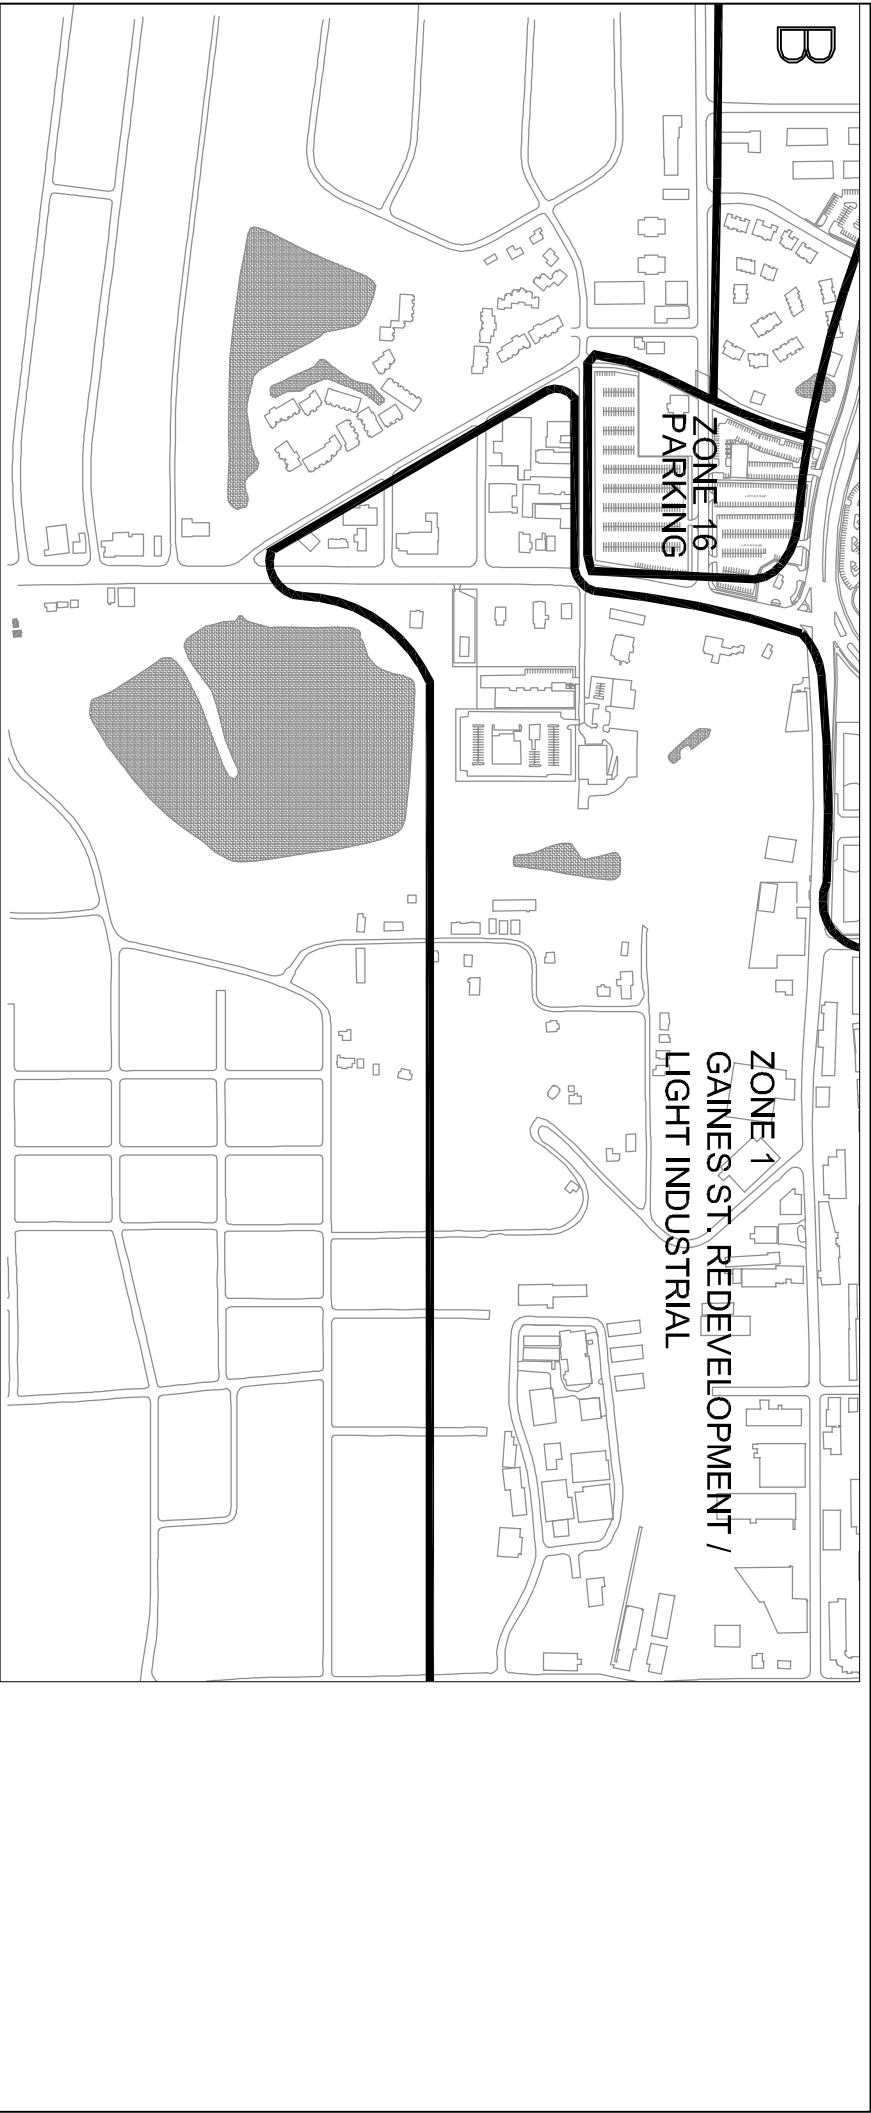 B
ZONE 16
PARKING
ZONE 1
GAINES ST. REDEVELOPMENT /
LIGHT INDUSTRIAL